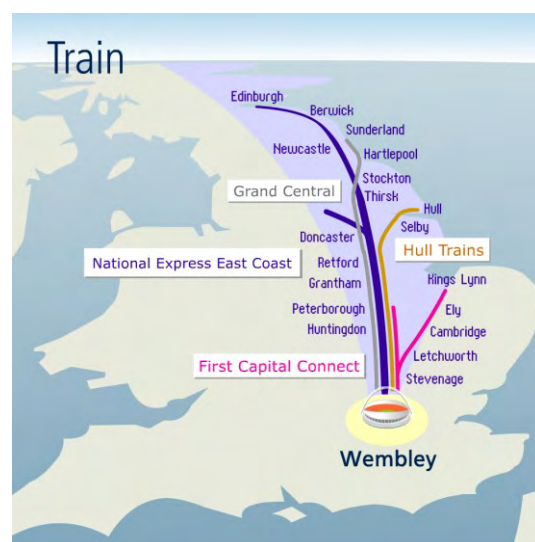 Train
Edinburgh
Berwick
Sunderland
Newcastle
Hartlepool
Stockton
Grand Central
Thirsk
Hull
Selby
Doncaster
Hull Trains
National Express East Coast
Retford
Grantham
Kings Lynn
Peterborough
Ely
Huntingdon
Cambridge
Letchworth
First Capital Connect
Stevenage
Wembley